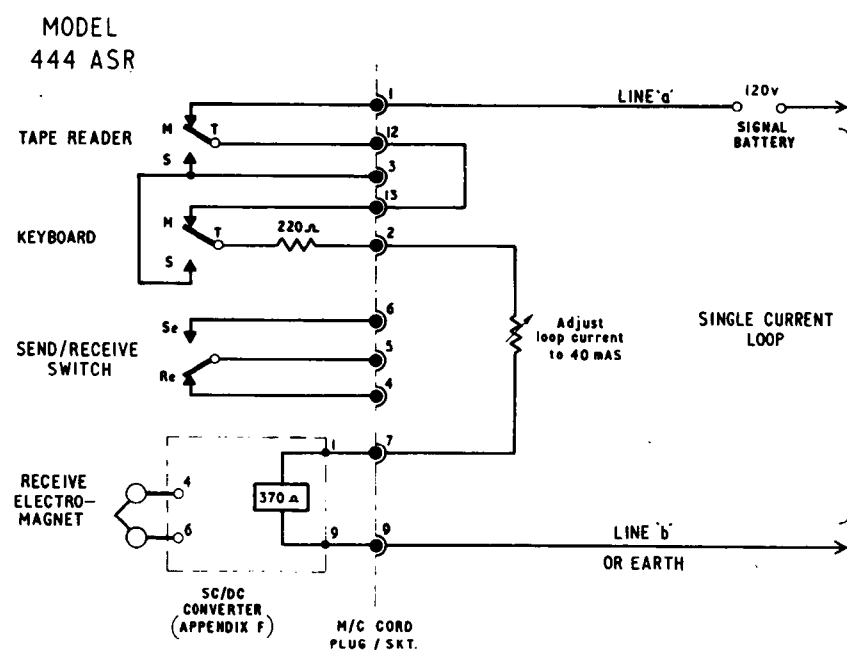 MODEL
444 ASR
TAPE READER
M
T
S
1
12
3
13
LINE 'a'
120v
SIGNAL
BATTERY
KEYBOARD
M
T
S
220Ω
2
SEND/RECEIVE
SWITCH
Se
Re
6
5
4
Adjust
loop current
to 40 mAS
SINGLE CURRENT
LOOP
RECEIVE
ELECTRO-
MAGNET
4
6
370 Ω
1
9
7
9
LINE 'b'
OR EARTH
SC/DC
CONVERTER
(APPENDIX F)
M/C CORD
PLUG / SKT.